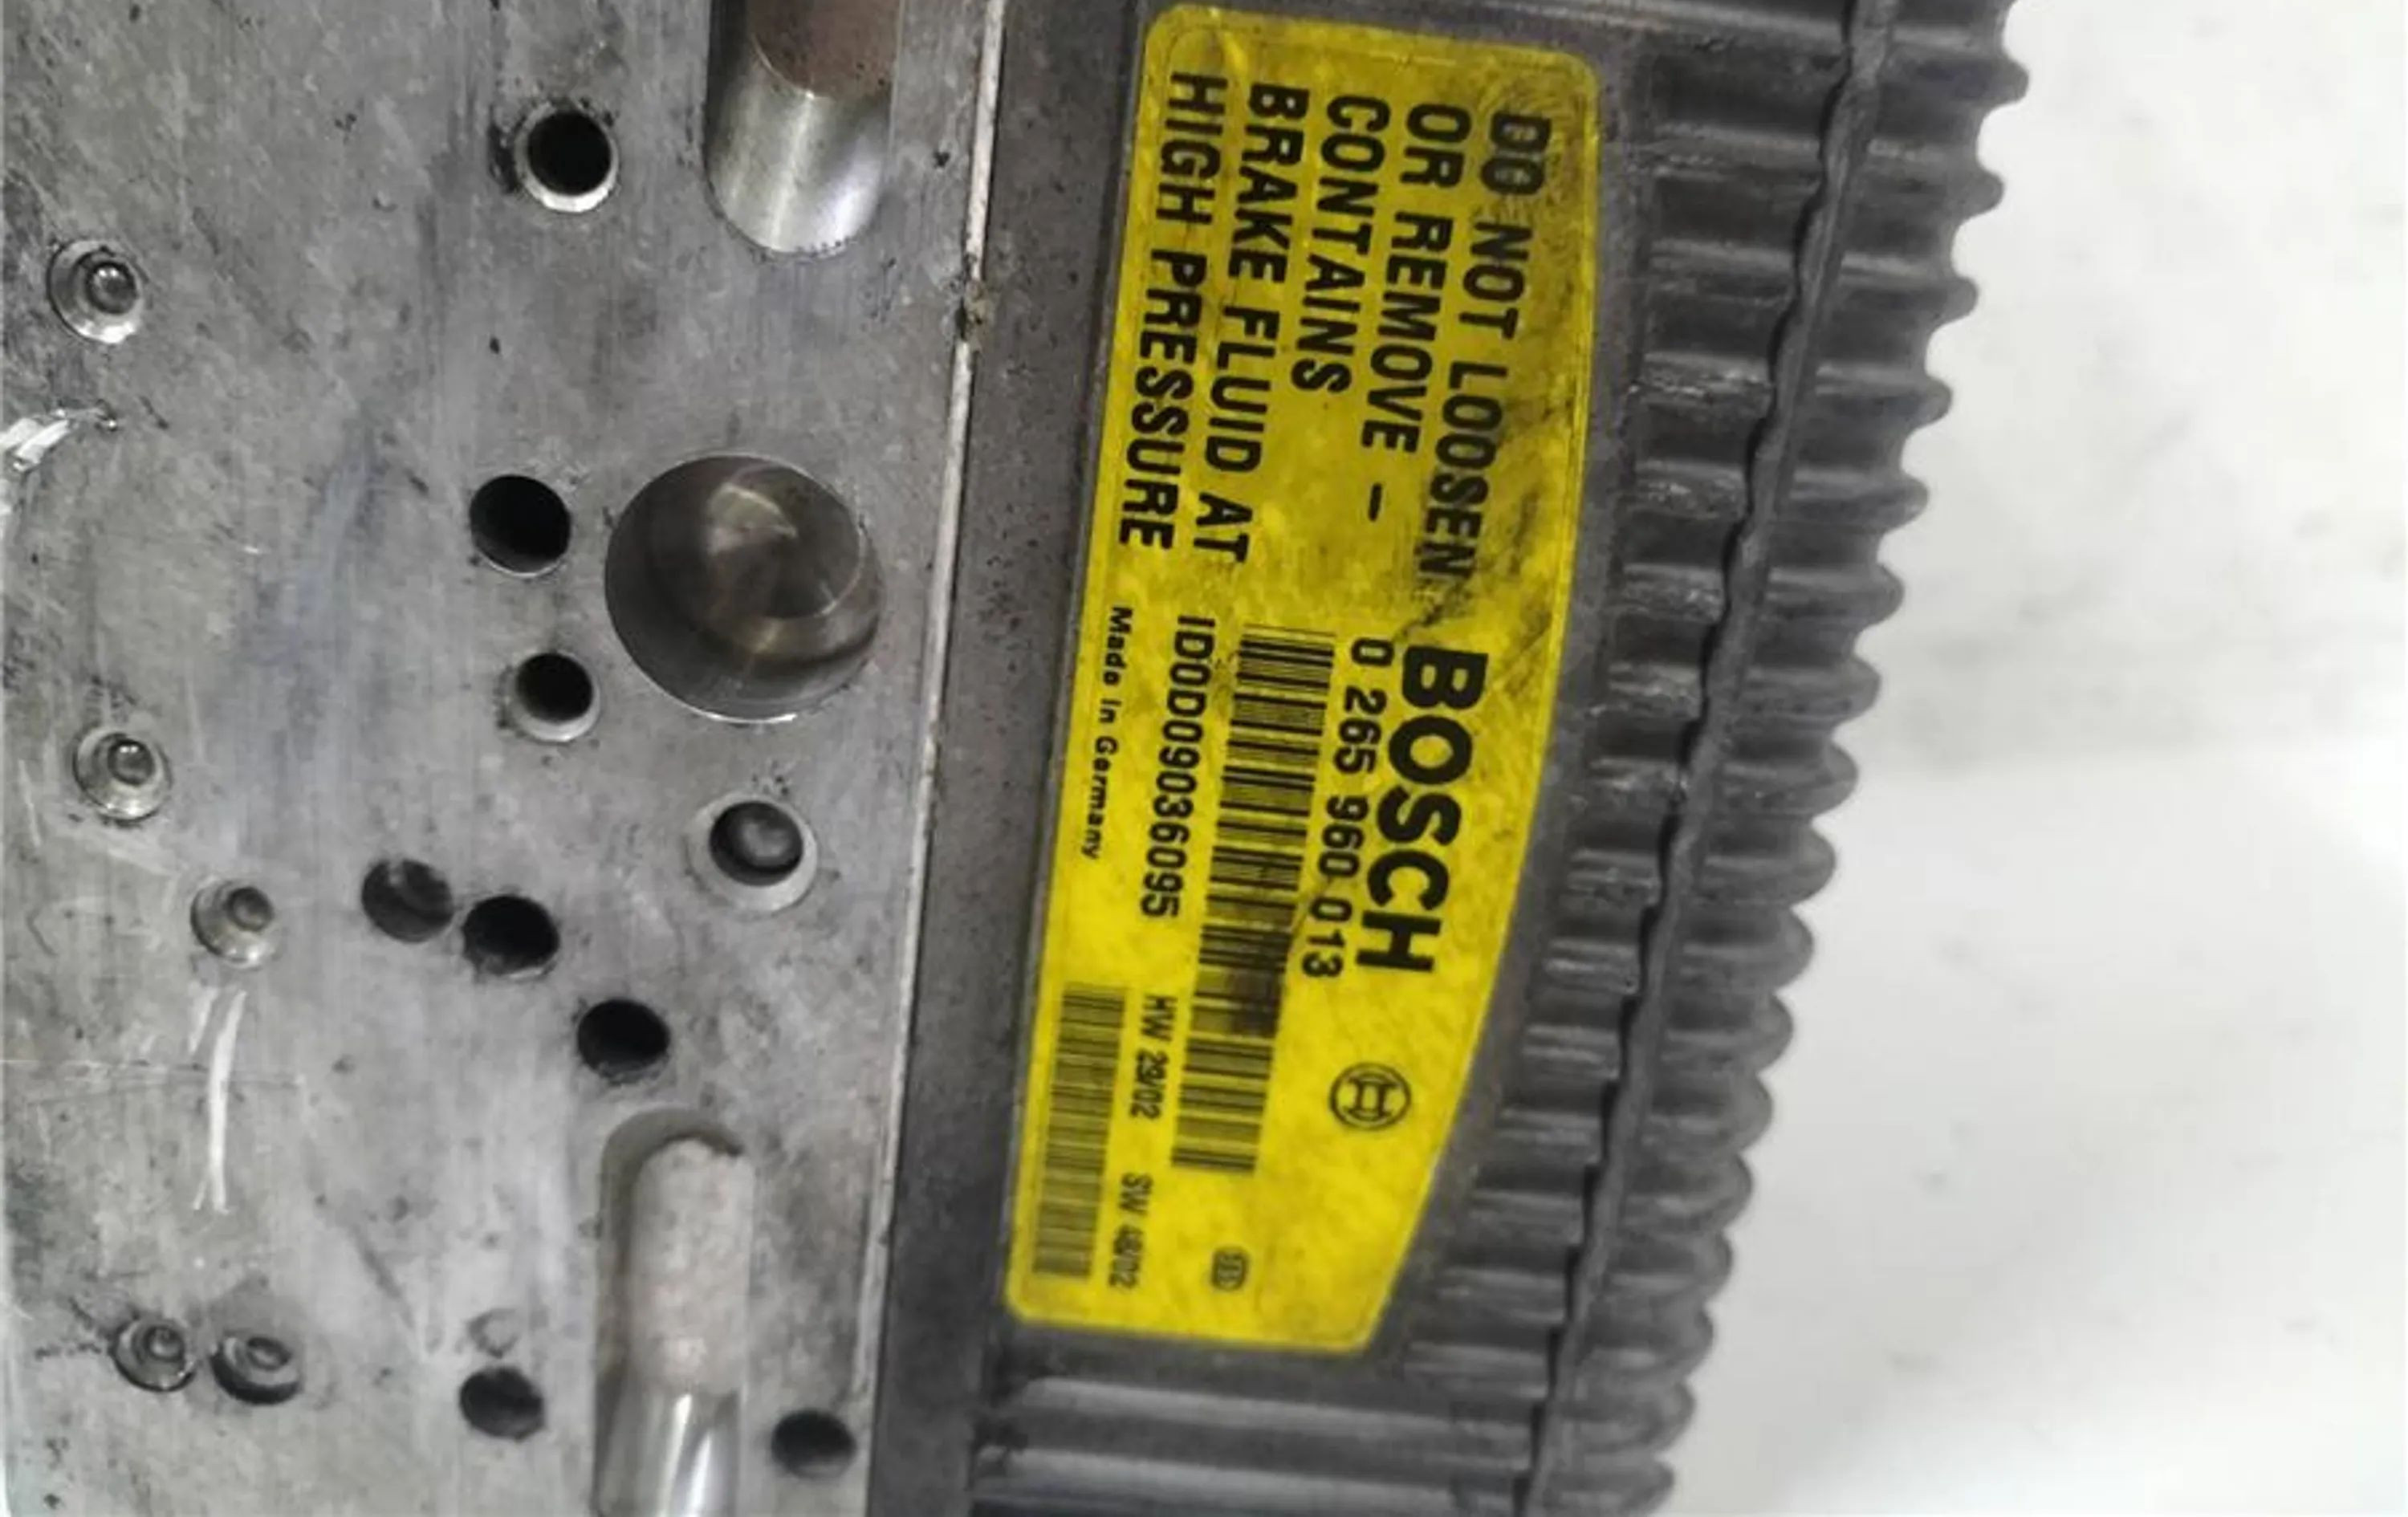 DO NOT LOOSEN
OR REMOVE –
CONTAINS
BRAKE FLUID AT
HIGH PRESSURE
BOSCH
0 265 960 013
ID0D09036095
Made in Germany
HW 29/02 SW 48/02